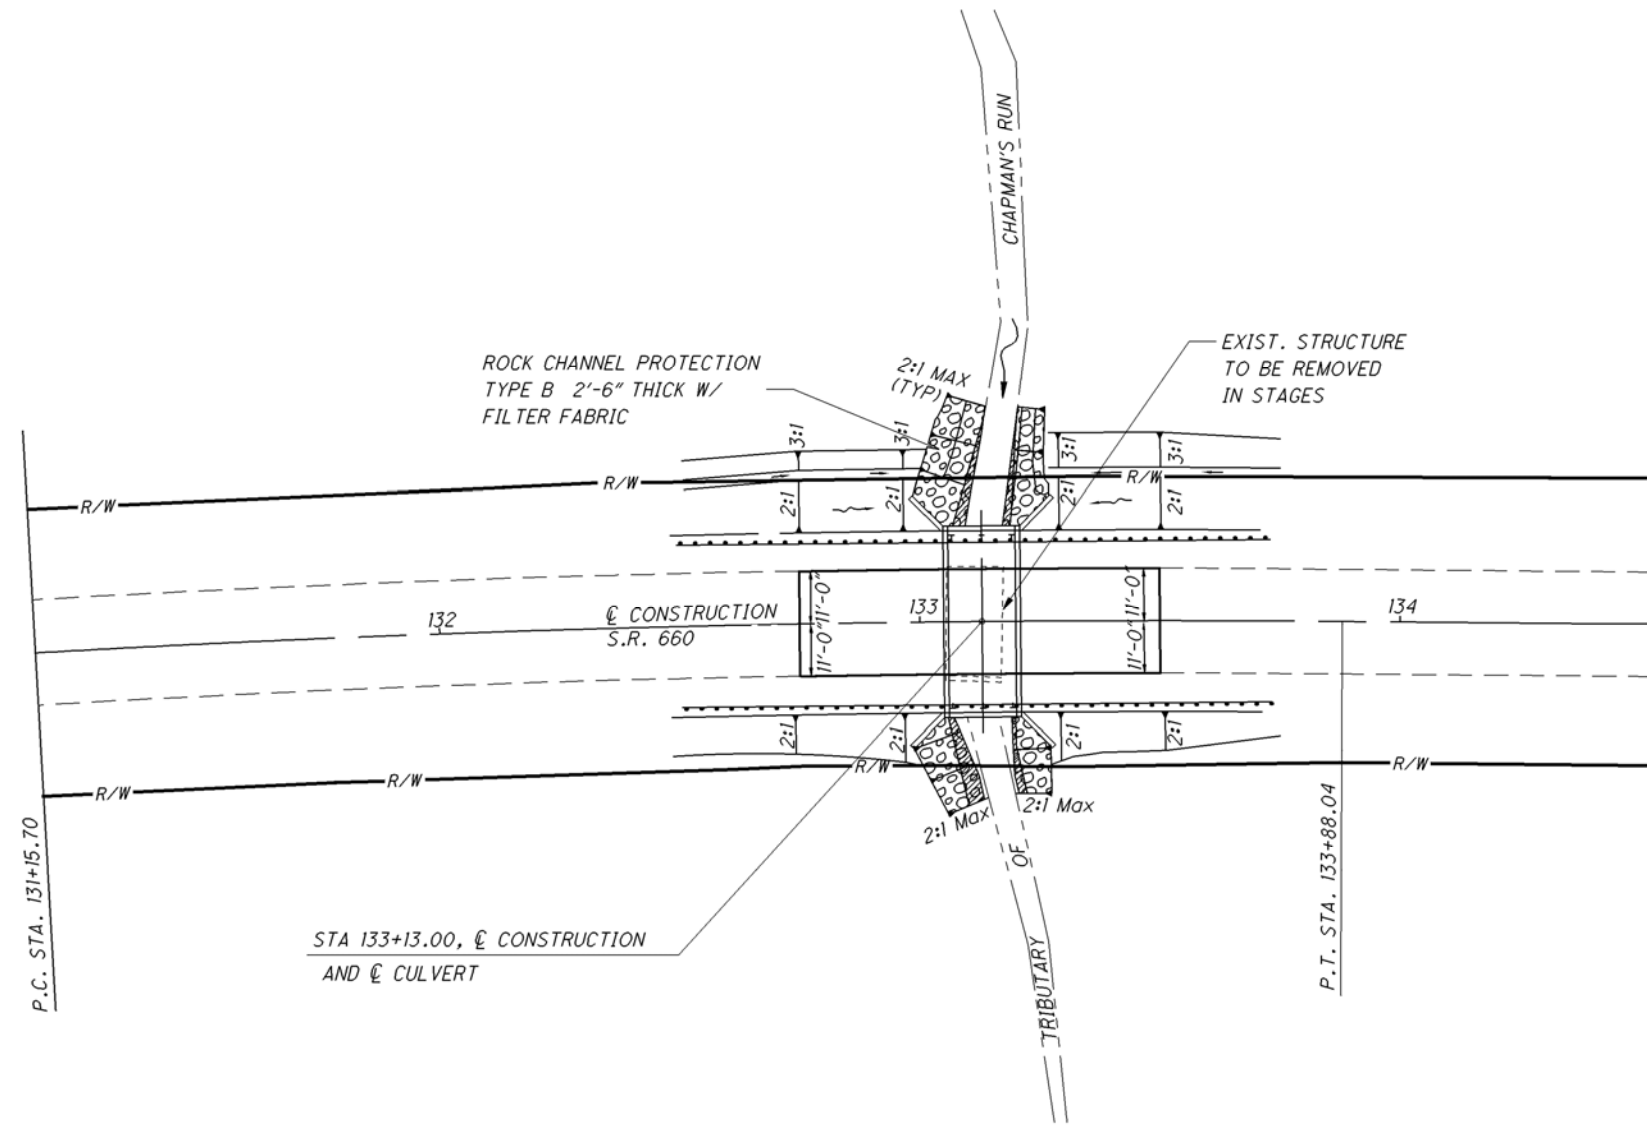 CHAPMAN'S RUN
EXIST. STRUCTURE
TO BE REMOVED
IN STAGES
ROCK CHANNEL PROTECTION
TYPE B 2'-6" THICK W/
FILTER FABRIC
2:1 MAX
(TYP)
3:1
3:1
3:1
3:1
R/W
R/W
R/W
2:1
2:1
2:1
2:1
132
℄ CONSTRUCTION
S.R. 660
133
134
11'-0"
11'-0"
11'-0"
11'-0"
2:1
2:1
2:1
2:1
R/W
R/W
R/W
R/W
2:1 Max
2:1 Max
P.C. STA. 131+15.70
P.T. STA. 133+88.04
STA 133+13.00, ℄ CONSTRUCTION
AND ℄ CULVERT
TRIBUTARY
OF